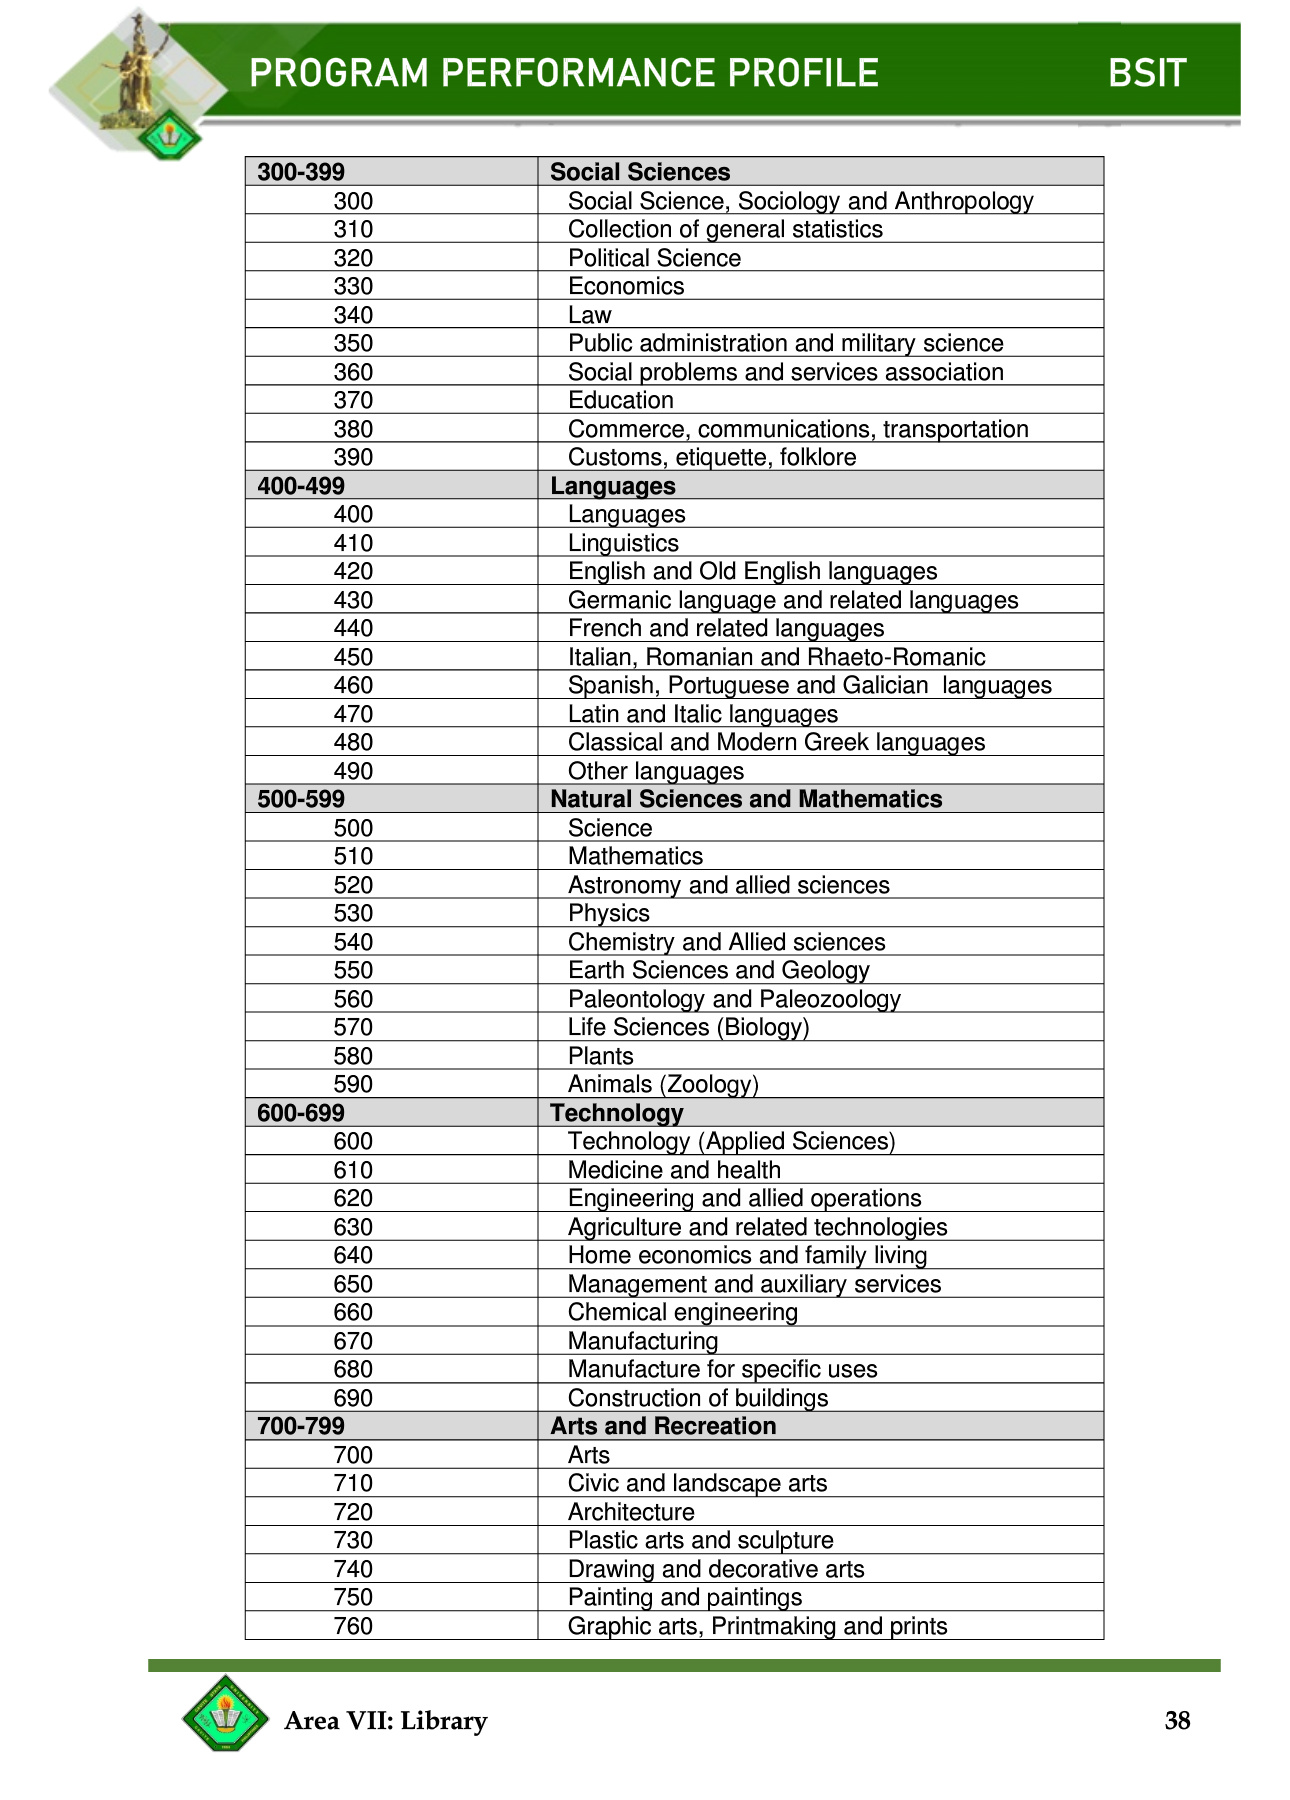 PROGRAM PERFORMANCE PROFILE BSIT
300-399 Social Sciences
300 Social Science, Sociology and Anthropology
310 Collection of general statistics
320 Political Science
330 Economics
340 Law
350 Public administration and military science
360 Social problems and services association
370 Education
380 Commerce, communications, transportation
390 Customs, etiquette, folklore
400-499 Languages
400 Languages
410 Linguistics
420 English and Old English languages
430 Germanic language and related languages
440 French and related languages
450 Italian, Romanian and Rhaeto-Romanic
460 Spanish, Portuguese and Galician  languages
470 Latin and Italic languages
480 Classical and Modern Greek languages
490 Other languages
500-599 Natural Sciences and Mathematics
500 Science
510 Mathematics
520 Astronomy and allied sciences
530 Physics
540 Chemistry and Allied sciences
550 Earth Sciences and Geology
560 Paleontology and Paleozoology
570 Life Sciences (Biology)
580 Plants
590 Animals (Zoology)
600-699 Technology
600 Technology (Applied Sciences)
610 Medicine and health
620 Engineering and allied operations
630 Agriculture and related technologies
640 Home economics and family living
650 Management and auxiliary services
660 Chemical engineering
670 Manufacturing
680 Manufacture for specific uses
690 Construction of buildings
700-799 Arts and Recreation
700 Arts
710 Civic and landscape arts
720 Architecture
730 Plastic arts and sculpture
740 Drawing and decorative arts
750 Painting and paintings
760 Graphic arts, Printmaking and prints
Area VII: Library 38